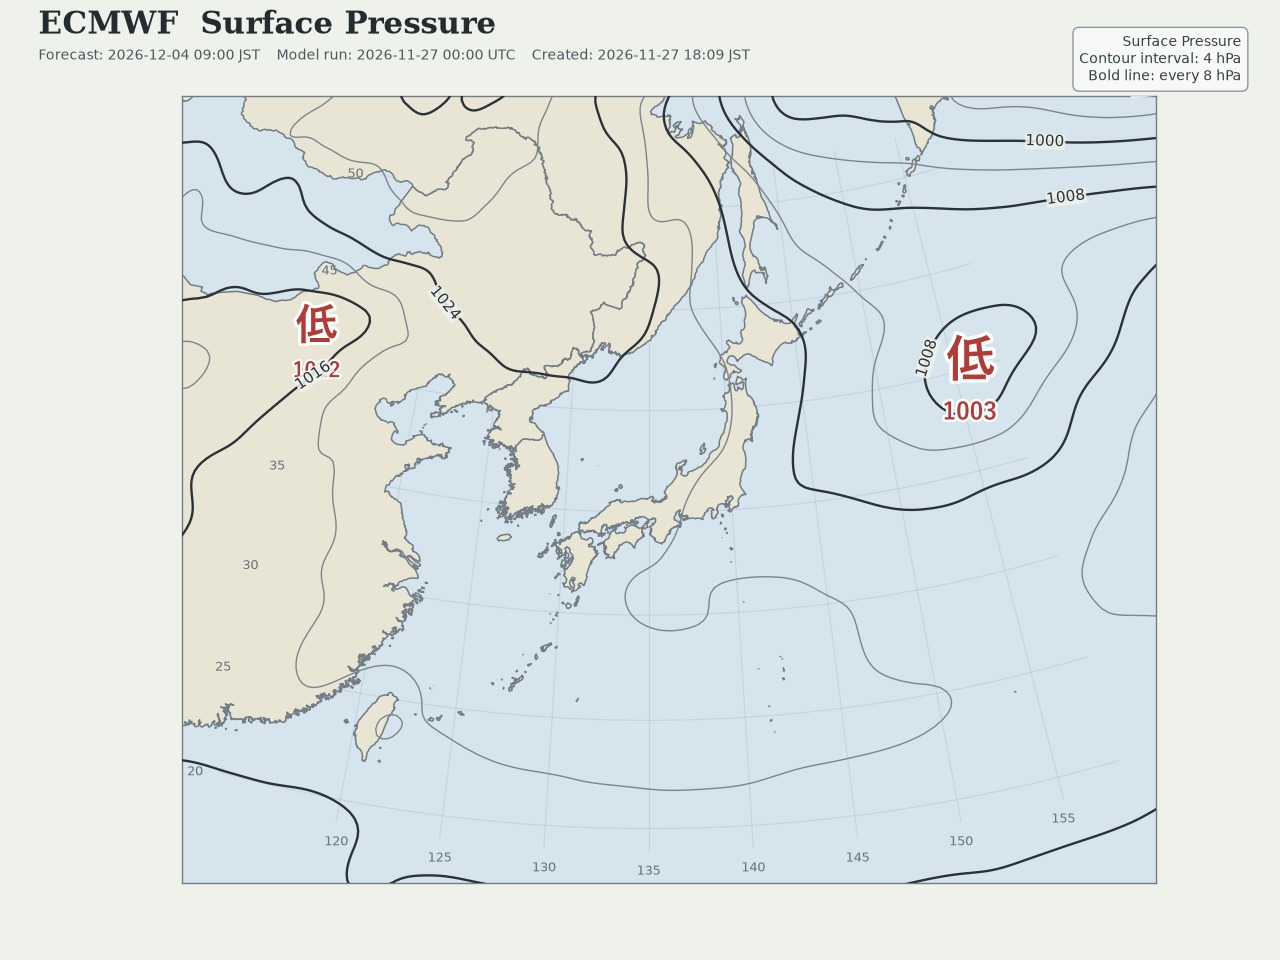 ECMWF  Surface Pressure
Forecast: 2026-12-04 09:00 JST    Model run: 2026-11-27 00:00 UTC    Created: 2026-11-27 18:09 JST
Surface Pressure
Contour interval: 4 hPa
Bold line: every 8 hPa
1000
50
1008
45
1024
低
1016
1008
低
1003
35
30
25
20
120
125
130
135
140
145
150
155